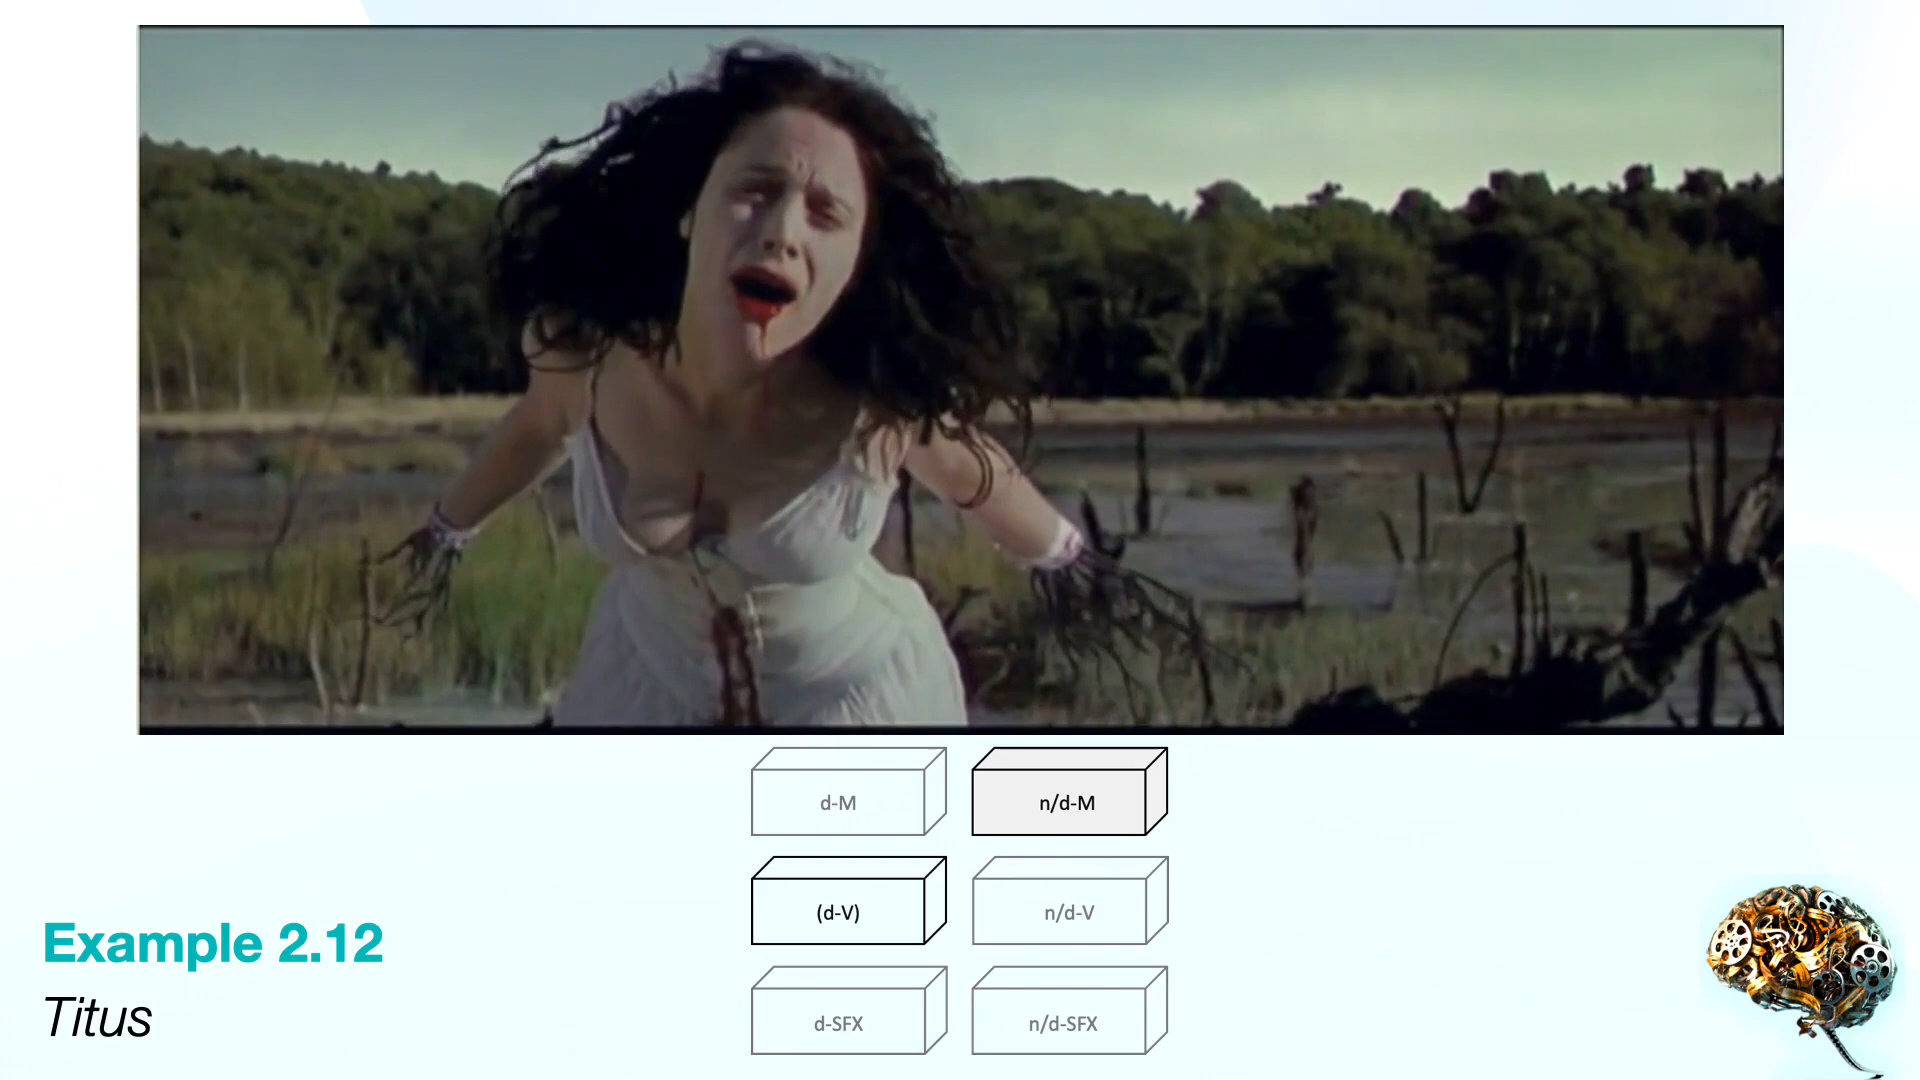 d-M
n/d-M
(d-V)
n/d-V
d-SFX
n/d-SFX
Example 2.12
Titus